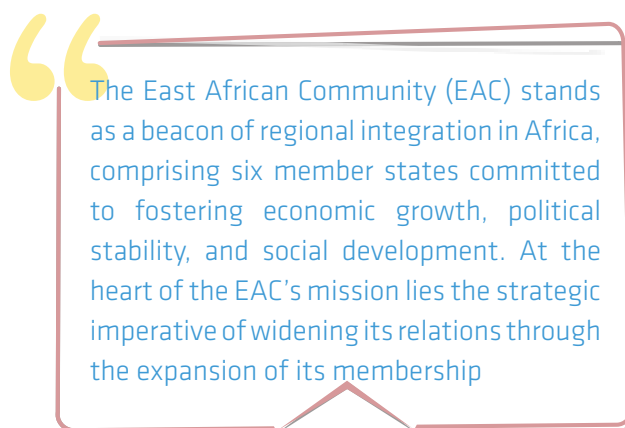 The East African Community (EAC) stands
as a beacon of regional integration in Africa,
comprising six member states committed
to fostering economic growth, political
stability, and social development. At the
heart of the EAC’s mission lies the strategic
imperative of widening its relations through
the expansion of its membership